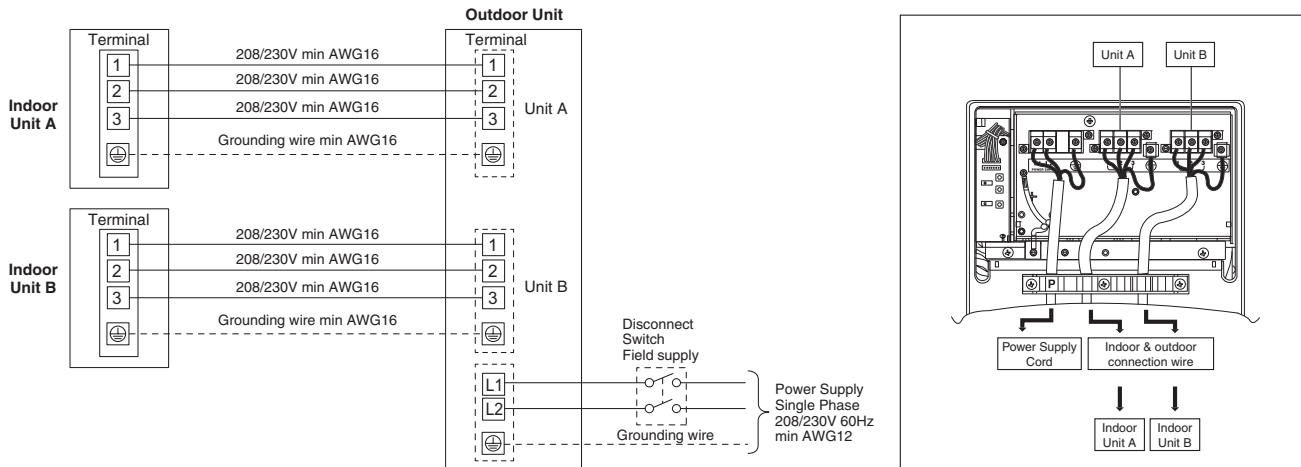 Outdoor Unit
Terminal
Terminal
Indoor
Unit A
1
208/230V min AWG16
1
2
208/230V min AWG16
2
3
208/230V min AWG16
3
Unit A
Grounding wire min AWG16
Terminal
Indoor
Unit B
1
208/230V min AWG16
1
2
208/230V min AWG16
2
3
208/230V min AWG16
3
Unit B
Grounding wire min AWG16
Disconnect
Switch
Field supply
L1
L2
Grounding wire
Power Supply
Single Phase
208/230V 60Hz
min AWG12
Unit A
Unit B
3
3
P
Power Supply
Cord
Indoor & outdoor
connection wire
Indoor
Unit A
Indoor
Unit B